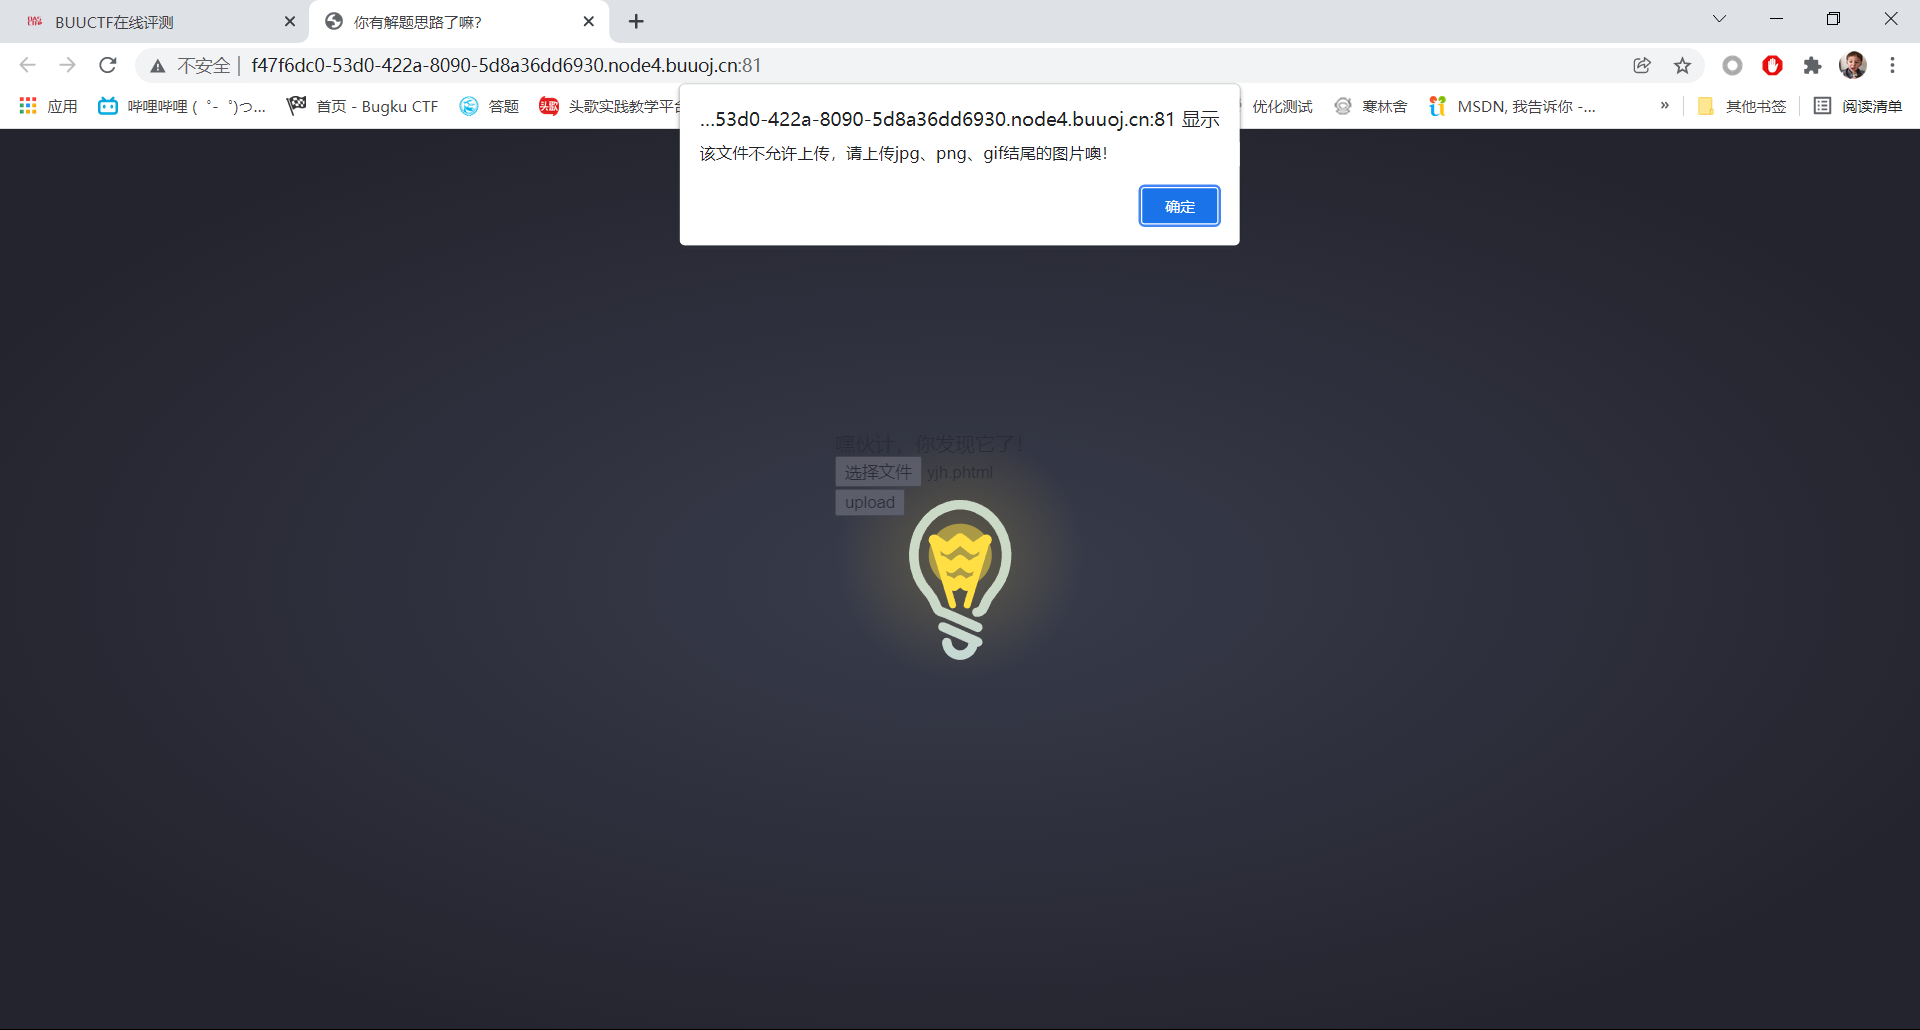 BUUCTF在线评测
你有解题思路了嘛?
不安全 | f47f6dc0-53d0-422a-8090-5d8a36dd6930.node4.buuoj.cn:81
应用 哔哩哔哩 (゜-゜)つ... 首页 - Bugku CTF 答题 头歌实践教学平台 优化测试 寒林舍 MSDN, 我告诉你 -... » 其他书签 阅读清单
...53d0-422a-8090-5d8a36dd6930.node4.buuoj.cn:81 显示
该文件不允许上传，请上传jpg、png、gif结尾的图片噢！
确定
嘿伙计，你发现它了！
选择文件 yjh.phtml
upload